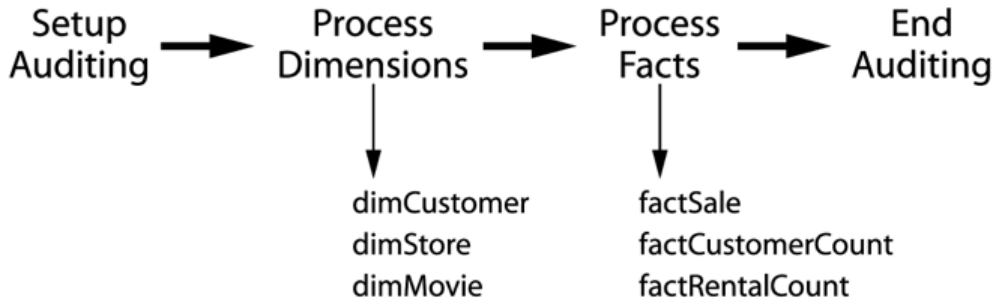 Setup
Auditing
Process
Dimensions
Process
Facts
End
Auditing
dimCustomer
dimStore
dimMovie
factSale
factCustomerCount
factRentalCount